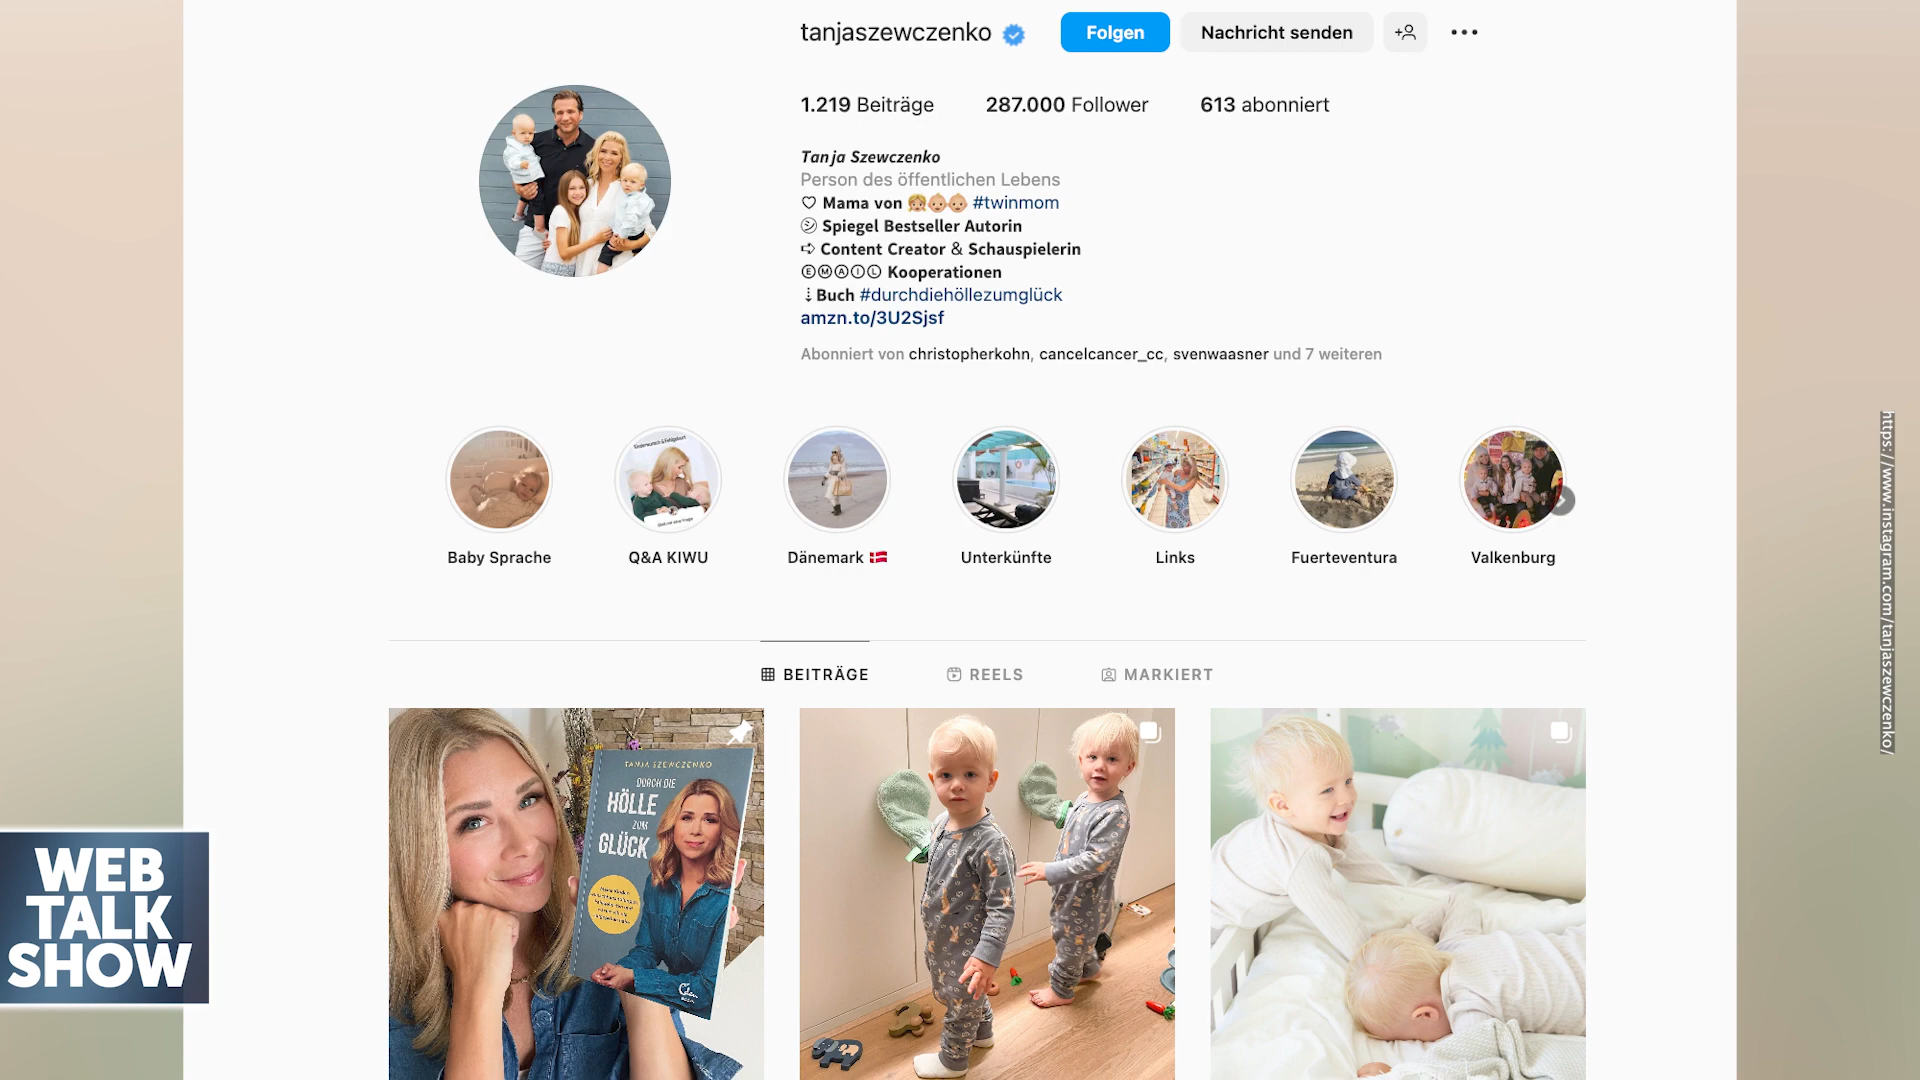 tanjaszewczenko
Folgen
Nachricht senden
1.219 Beiträge
287.000 Follower
613 abonniert
Tanja Szewczenko
Person des öffentlichen Lebens
♡ Mama von 👧🏼👶🏼👶🏼 #twinmom
㋛ Spiegel Bestseller Autorin
➪ Content Creator & Schauspielerin
ⒺⓂⒶⒾⓁ Kooperationen
⇣Buch #durchdiehöllezumglück
amzn.to/3U2Sjsf
Abonniert von christopherkohn, cancelcancer_cc, svenwaasner und 7 weiteren
Baby Sprache
Q&A KIWU
Dänemark 🇩🇰
Unterkünfte
Links
Fuerteventura
Valkenburg
BEITRÄGE
REELS
MARKIERT
TANJA SZEWCZENKO
DURCH DIE
HÖLLE
ZUM
GLÜCK
WEB
TALK
SHOW
https://www.instagram.com/tanjaszewczenko/